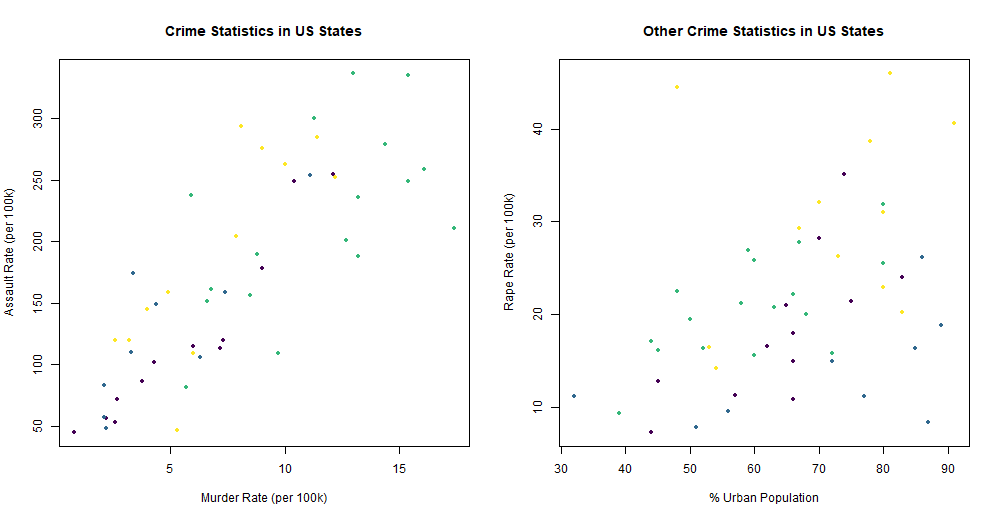 Crime Statistics in US States
Assault Rate (per 100k)
300
250
200
150
100
50
5 10 15
Murder Rate (per 100k)
Other Crime Statistics in US States
Rape Rate (per 100k)
40
30
20
10
30 40 50 60 70 80 90
% Urban Population